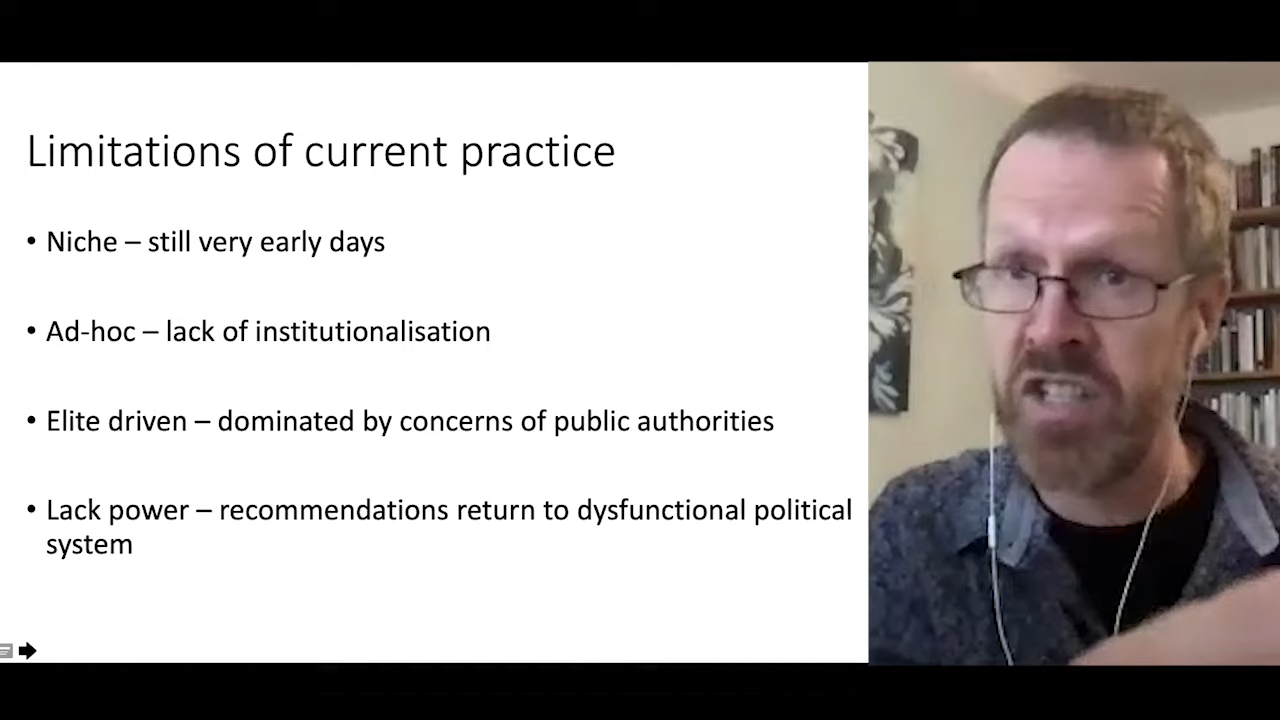 Limitations of current practice
• Niche – still very early days
• Ad-hoc – lack of institutionalisation
• Elite driven – dominated by concerns of public authorities
• Lack power – recommendations return to dysfunctional political
system